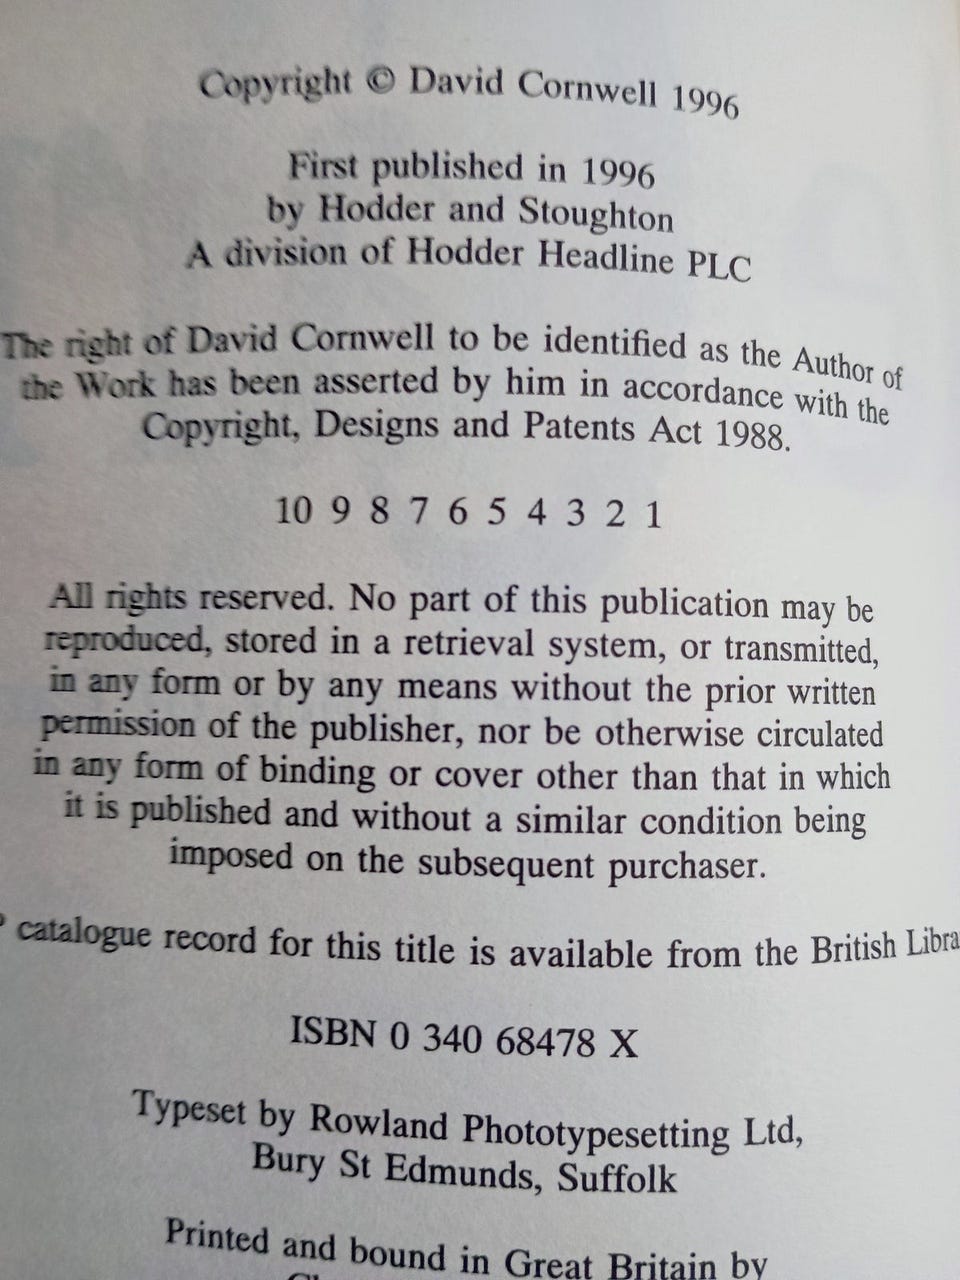 Copyright © David Cornwell 1996
First published in 1996
by Hodder and Stoughton
A division of Hodder Headline PLC
The right of David Cornwell to be identified as the Author of
the Work has been asserted by him in accordance with the
Copyright, Designs and Patents Act 1988.
10 9 8 7 6 5 4 3 2 1
All rights reserved. No part of this publication may be
reproduced, stored in a retrieval system, or transmitted,
in any form or by any means without the prior written
permission of the publisher, nor be otherwise circulated
in any form of binding or cover other than that in which
it is published and without a similar condition being
imposed on the subsequent purchaser.
catalogue record for this title is available from the British Libra
ISBN 0 340 68478 X
Typeset by Rowland Phototypesetting Ltd,
Bury St Edmunds, Suffolk
Printed and bound in Great Britain by